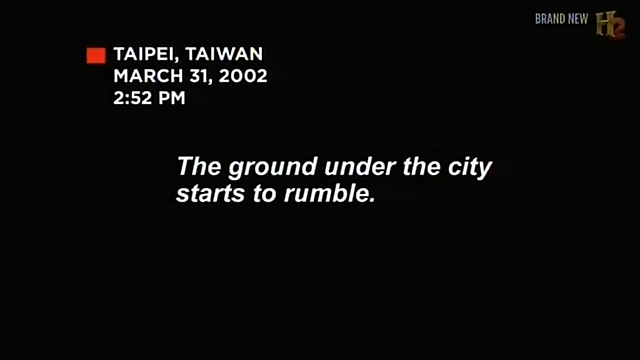 BRAND NEW H2
TAIPEI, TAIWAN
MARCH 31, 2002
2:52 PM
The ground under the city
starts to rumble.